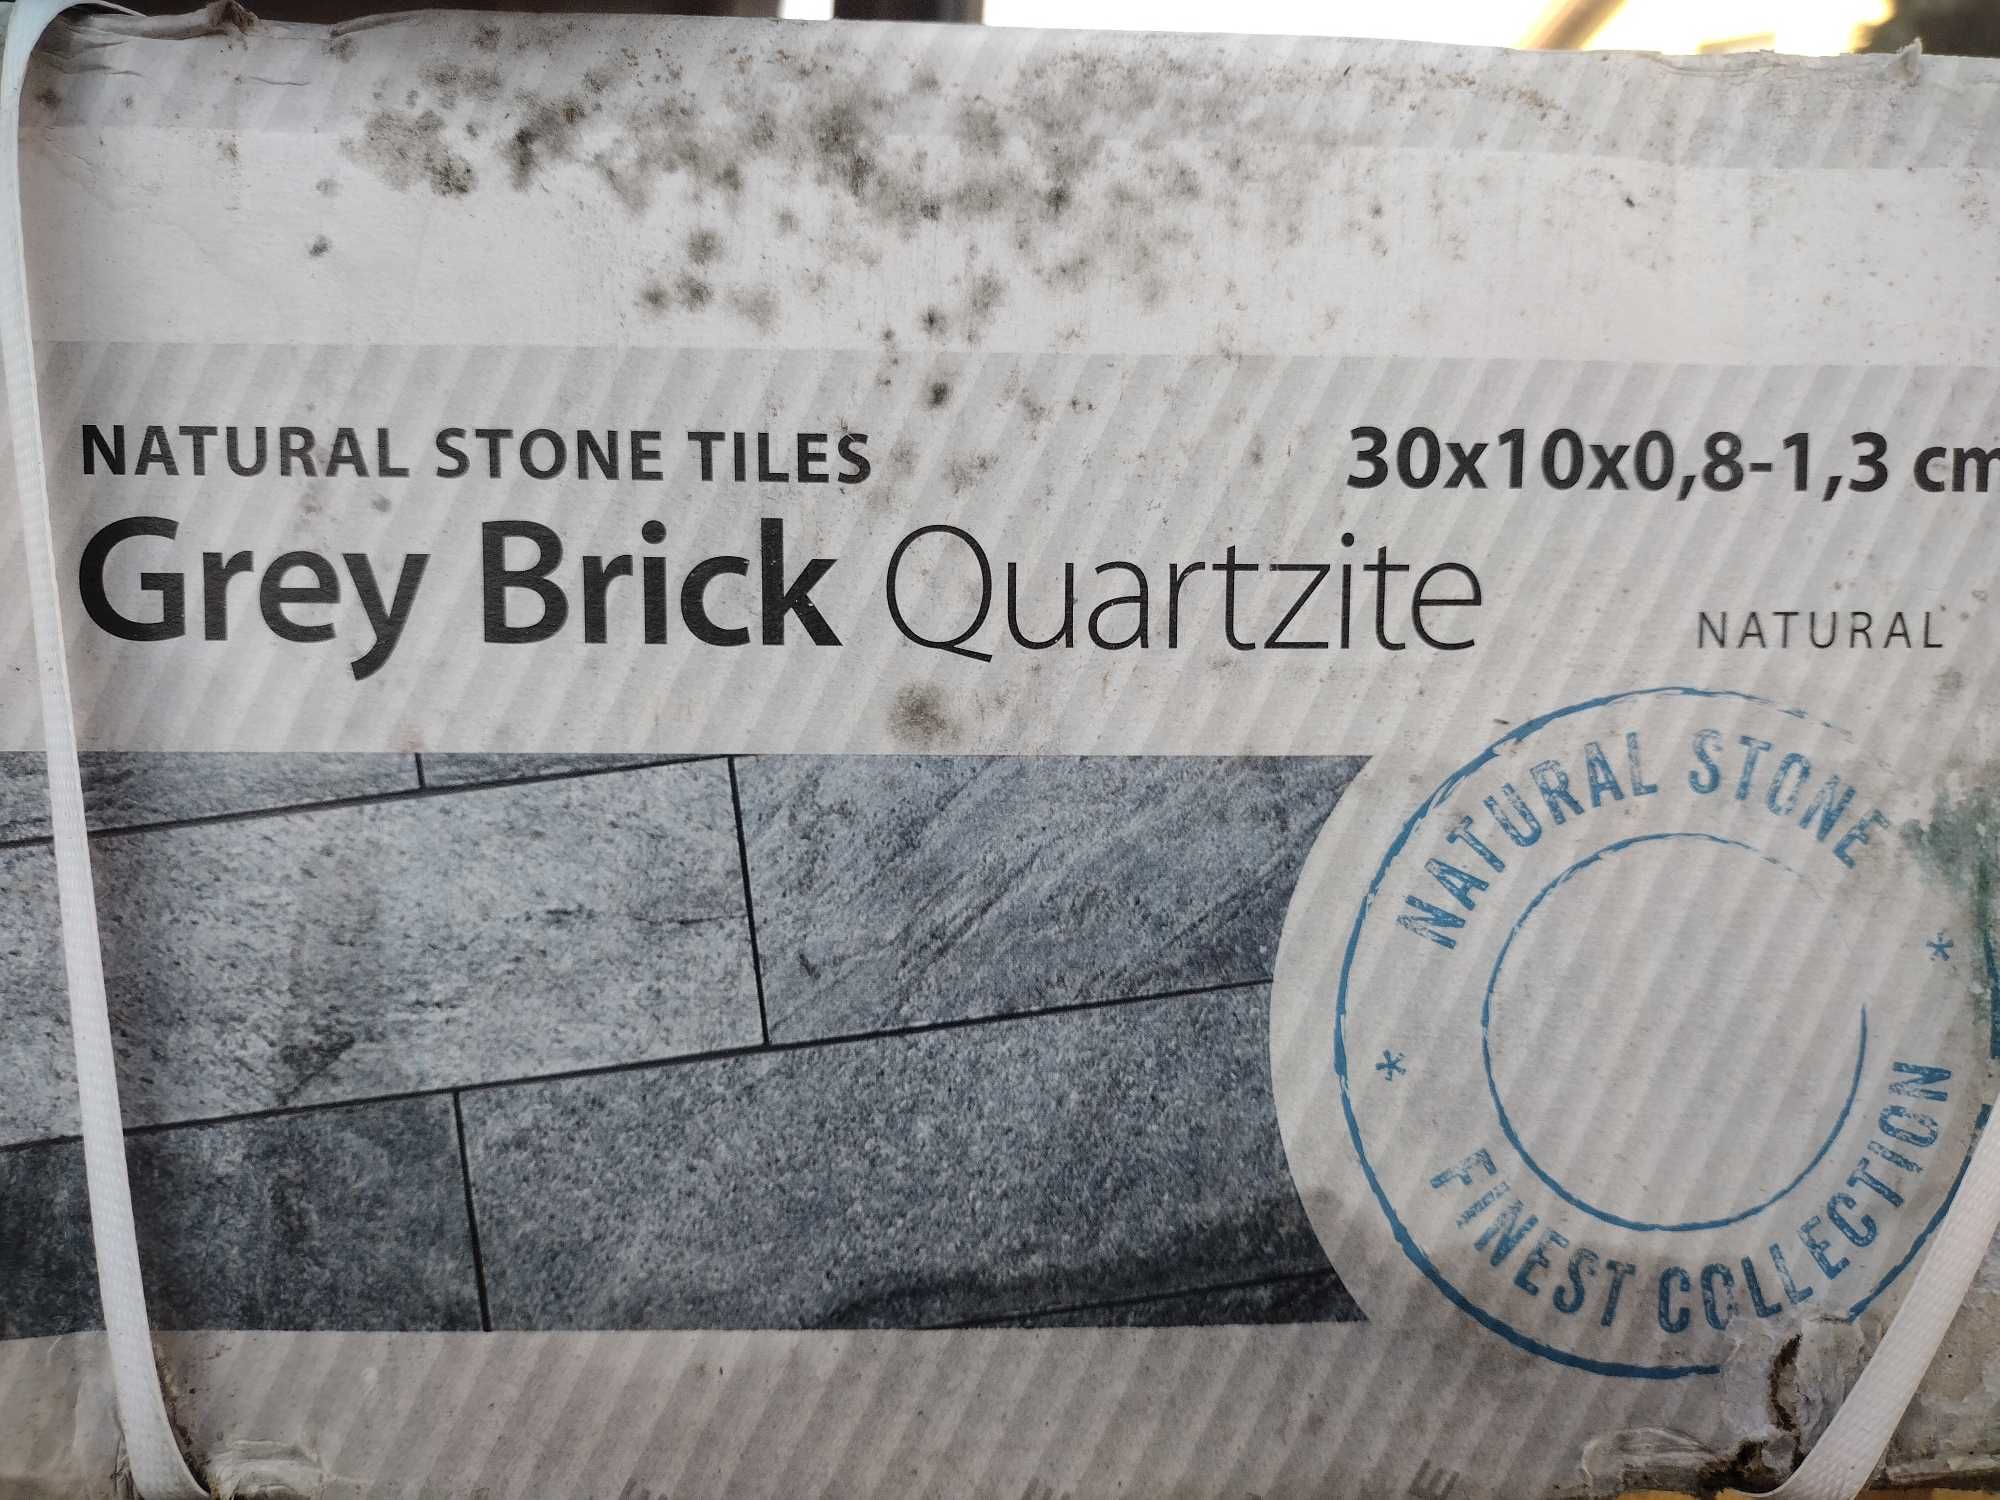 NATURAL STONE TILES
30x10x0,8-1,3 cm
Grey Brick Quartzite
NATURAL
NATURAL STONE
* *
FINEST COLLECTION